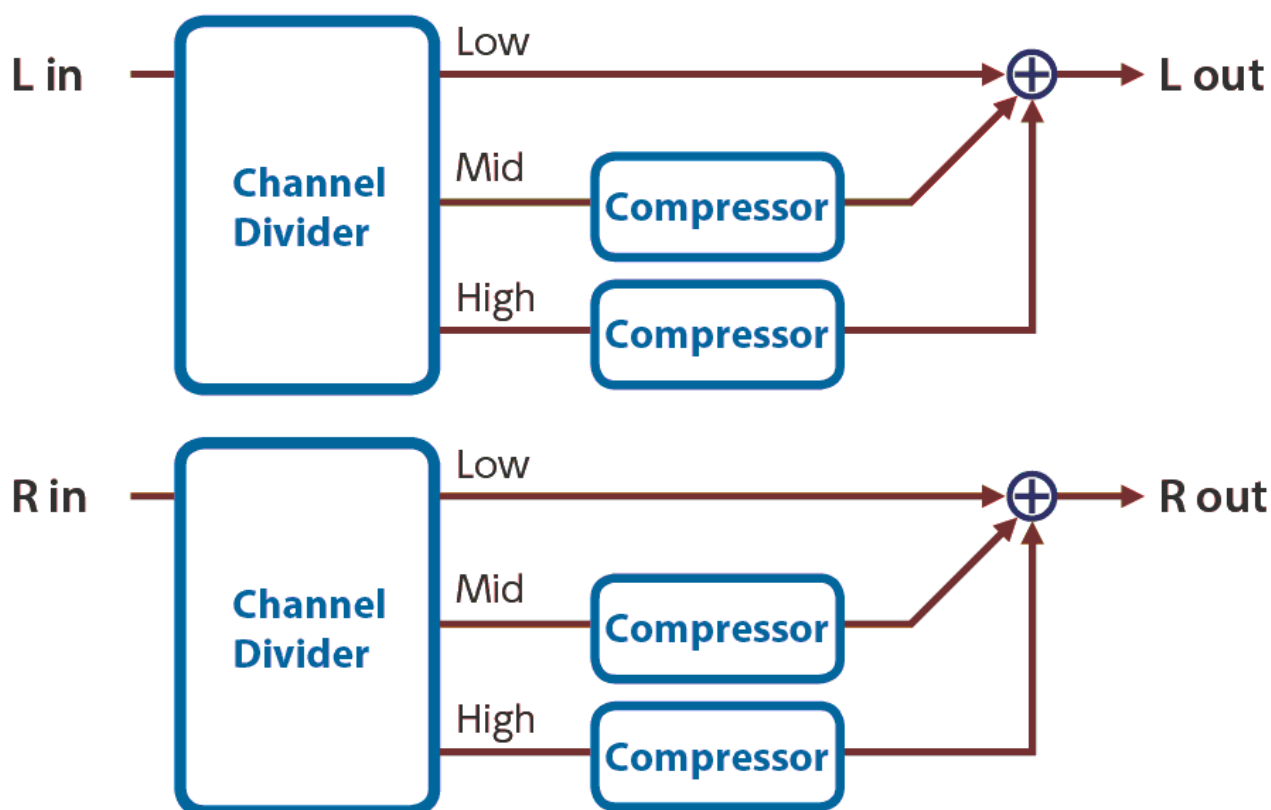 L in
Channel
Divider
Low
Mid
High
Compressor
Compressor
L out
R in
Channel
Divider
Low
Mid
High
Compressor
Compressor
R out